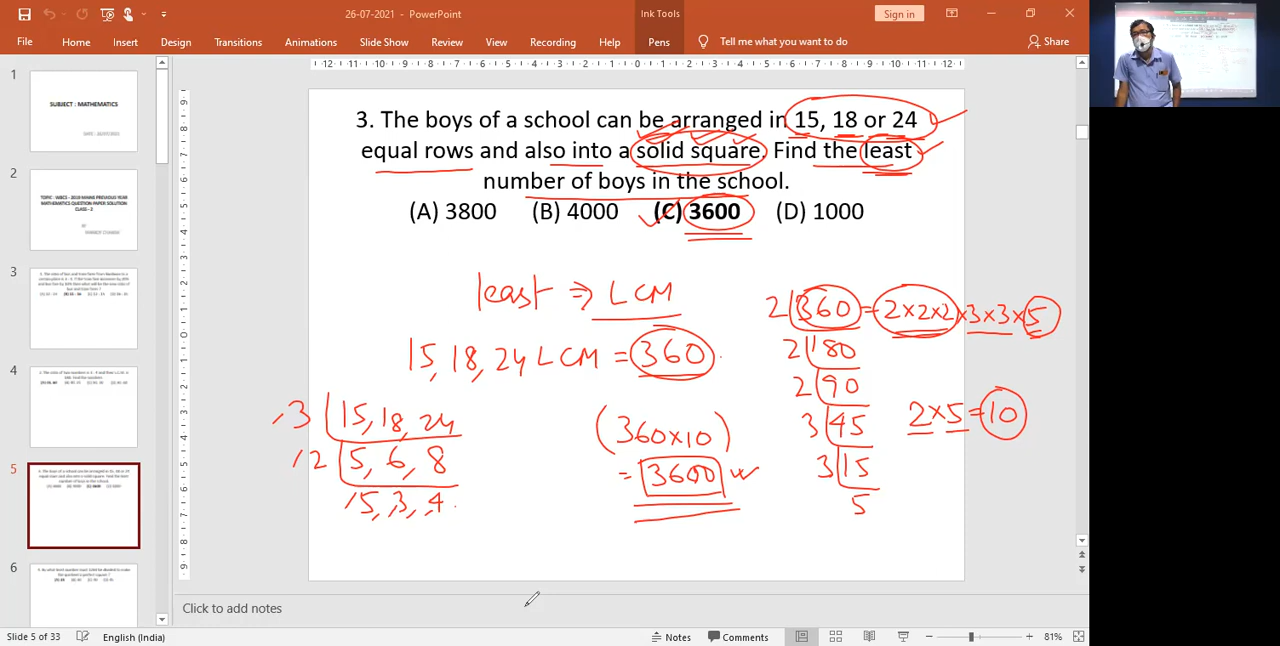 26-07-2021 - PowerPoint
Ink Tools
Sign in
File Home Insert Design Transitions Animations Slide Show Review View Recording Help Pens Tell me what you want to do Share
1
SUBJECT : MATHEMATICS
2
3
4
5
6
3. The boys of a school can be arranged in 15, 18 or 24
equal rows and also into a solid square. Find the least
number of boys in the school.
(A) 3800 (B) 4000 (C) 3600 (D) 1000
least ⇒ LCM
15, 18, 24 LCM = 360
3 | 15, 18, 24
2 | 5, 6, 8
5, 3, 4
(360×10)
= 3600
2 | 360 = 2×2×2×3×3×5
2 | 180
2 | 90
3 | 45
3 | 15
5
2×5=10
Click to add notes
Slide 5 of 33 English (India) Notes Comments 81%